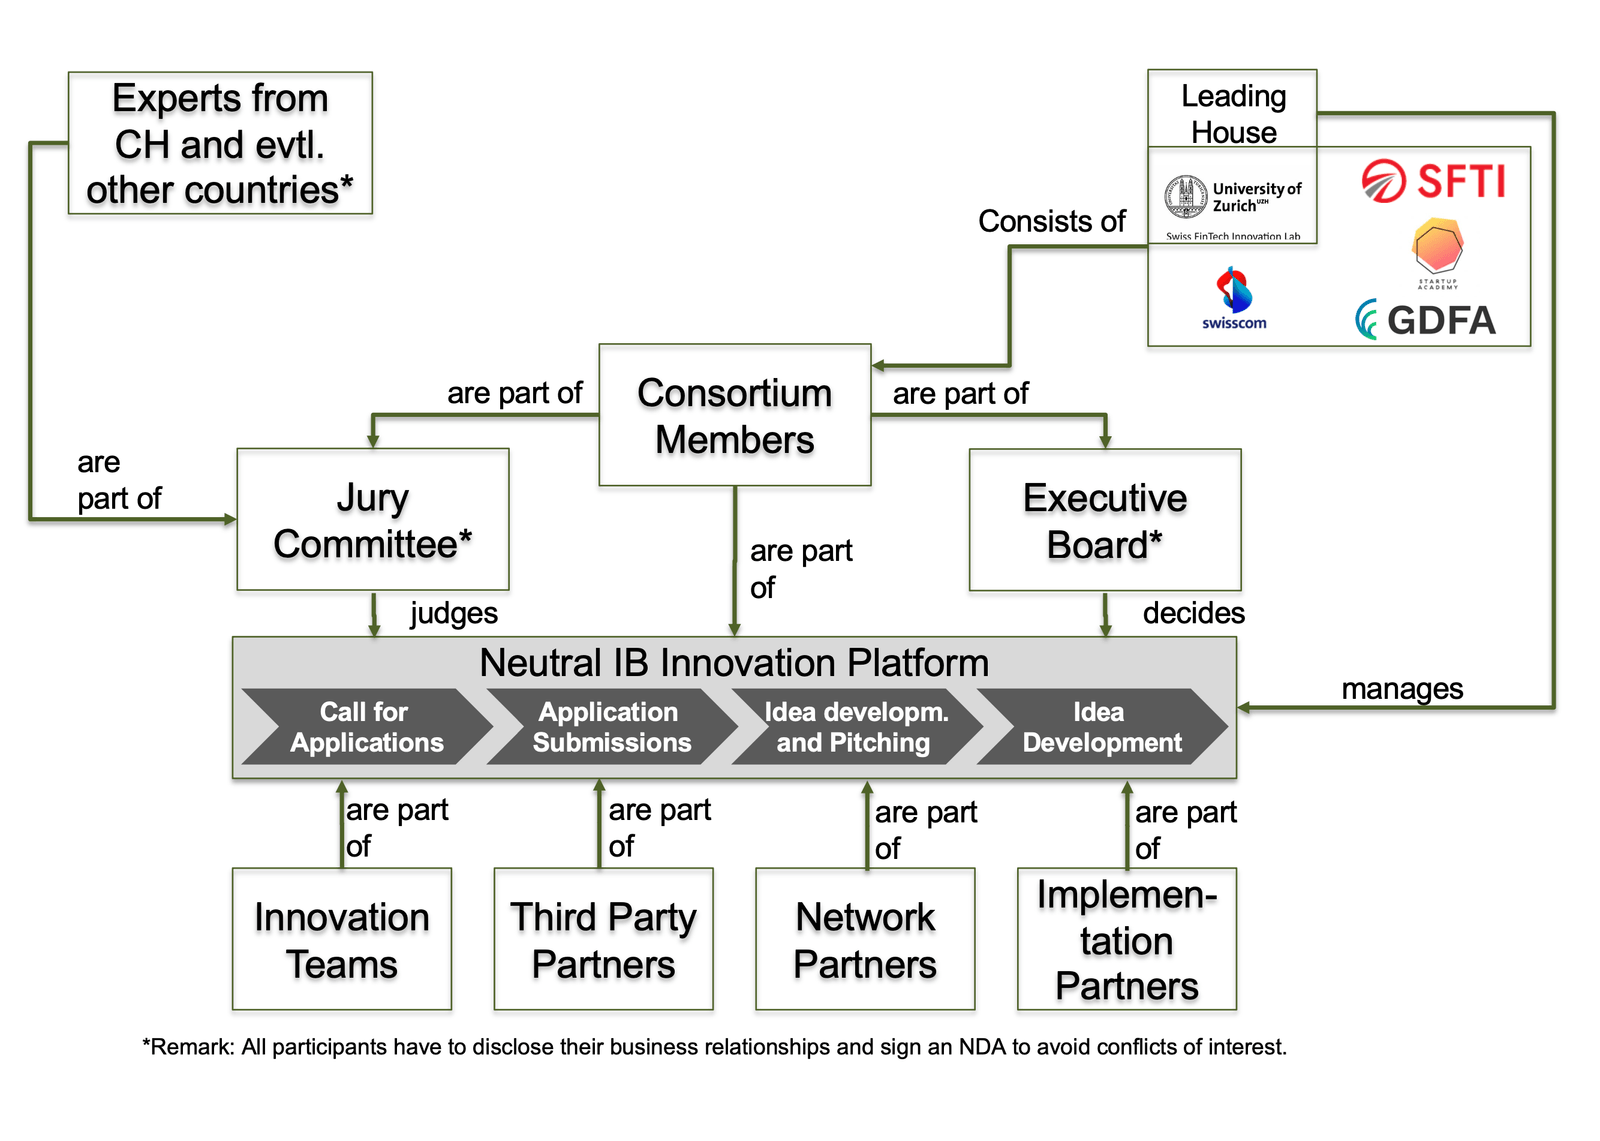 Experts from
CH and evtl.
other countries*
Leading
House
University of
Zurich UZH
Swiss FinTech Innovation Lab
SFTI
STARTUP
ACADEMY
swisscom
GDFA
Consists of
Consortium
Members
are part of
are part of
are
part of
Jury
Committee*
are part
of
Executive
Board*
judges
decides
manages
Neutral IB Innovation Platform
Call for
Applications
Application
Submissions
Idea developm.
and Pitching
Idea
Development
are part
of
are part
of
are part
of
are part
of
Innovation
Teams
Third Party
Partners
Network
Partners
Implemen-
tation
Partners
*Remark: All participants have to disclose their business relationships and sign an NDA to avoid conflicts of interest.